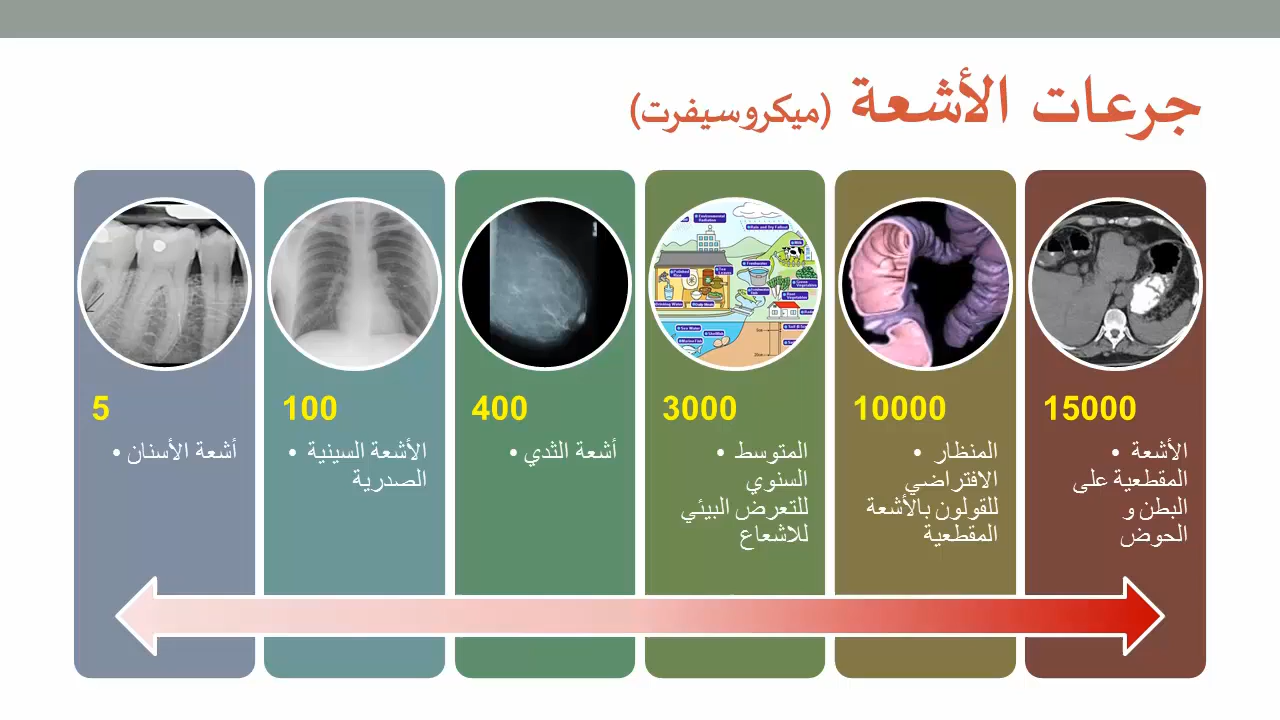 جرعات الأشعة (ميكروسيفرت)
15000
• الأشعة
المقطعية على
البطن و
الحوض
10000
• المنظار
الافتراضي
للقولون بالأشعة
المقطعية
3000
• المتوسط
السنوي
للتعرض البيئي
للاشعاع
400
• أشعة الثدي
100
• الأشعة السينية
الصدرية
5
• أشعة الأسنان